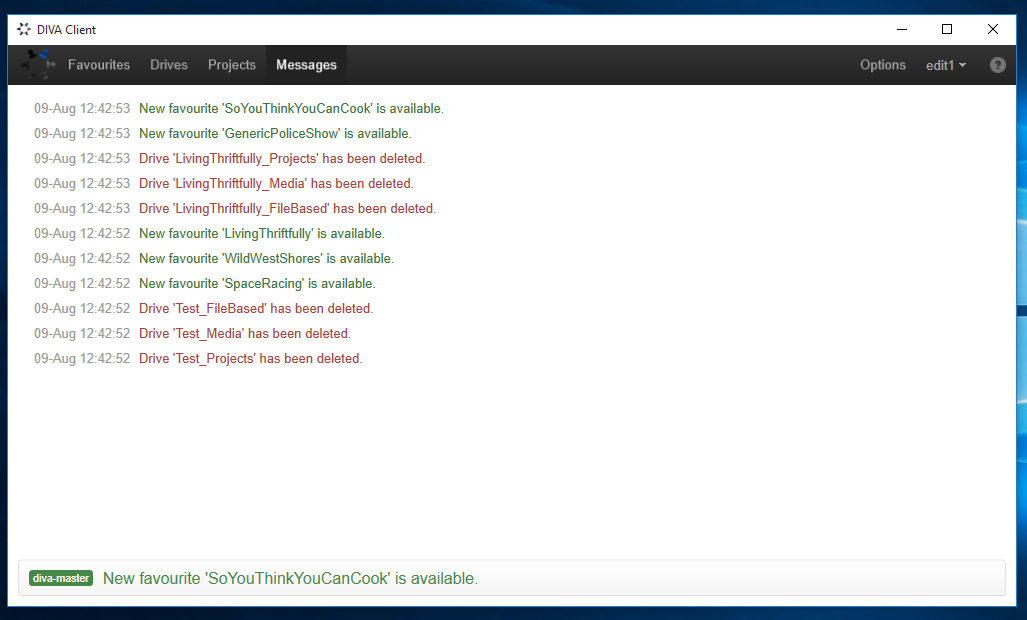 DIVA Client
Favourites Drives Projects Messages Options edit1 ?
09-Aug 12:42:53 New favourite 'SoYouThinkYouCanCook' is available.
09-Aug 12:42:53 New favourite 'GenericPoliceShow' is available.
09-Aug 12:42:53 Drive 'LivingThriftfully_Projects' has been deleted.
09-Aug 12:42:53 Drive 'LivingThriftfully_Media' has been deleted.
09-Aug 12:42:53 Drive 'LivingThriftfully_FileBased' has been deleted.
09-Aug 12:42:52 New favourite 'LivingThriftfully' is available.
09-Aug 12:42:52 New favourite 'WildWestShores' is available.
09-Aug 12:42:52 New favourite 'SpaceRacing' is available.
09-Aug 12:42:52 Drive 'Test_FileBased' has been deleted.
09-Aug 12:42:52 Drive 'Test_Media' has been deleted.
09-Aug 12:42:52 Drive 'Test_Projects' has been deleted.
diva-master New favourite 'SoYouThinkYouCanCook' is available.